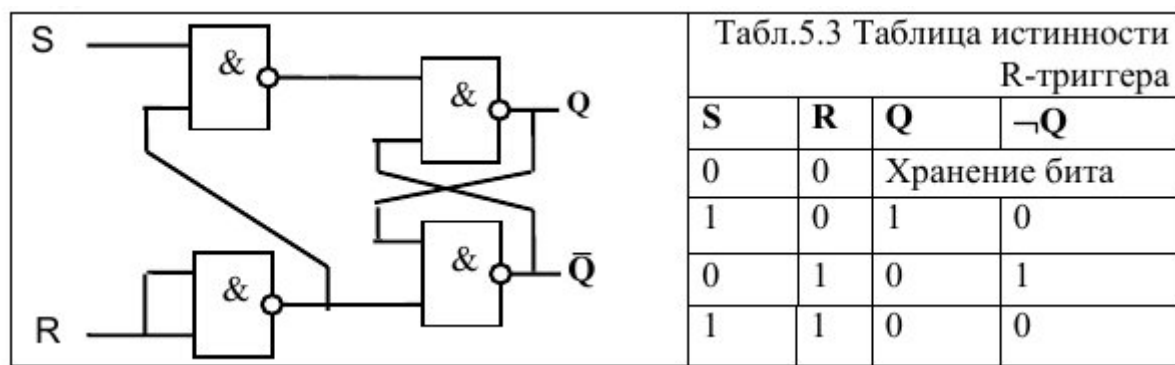 S
&
&
Q
&
Q̅
&
R
Табл.5.3 Таблица истинности
R-триггера
S R Q ¬Q
0 0 Хранение бита
1 0 1 0
0 1 0 1
1 1 0 0